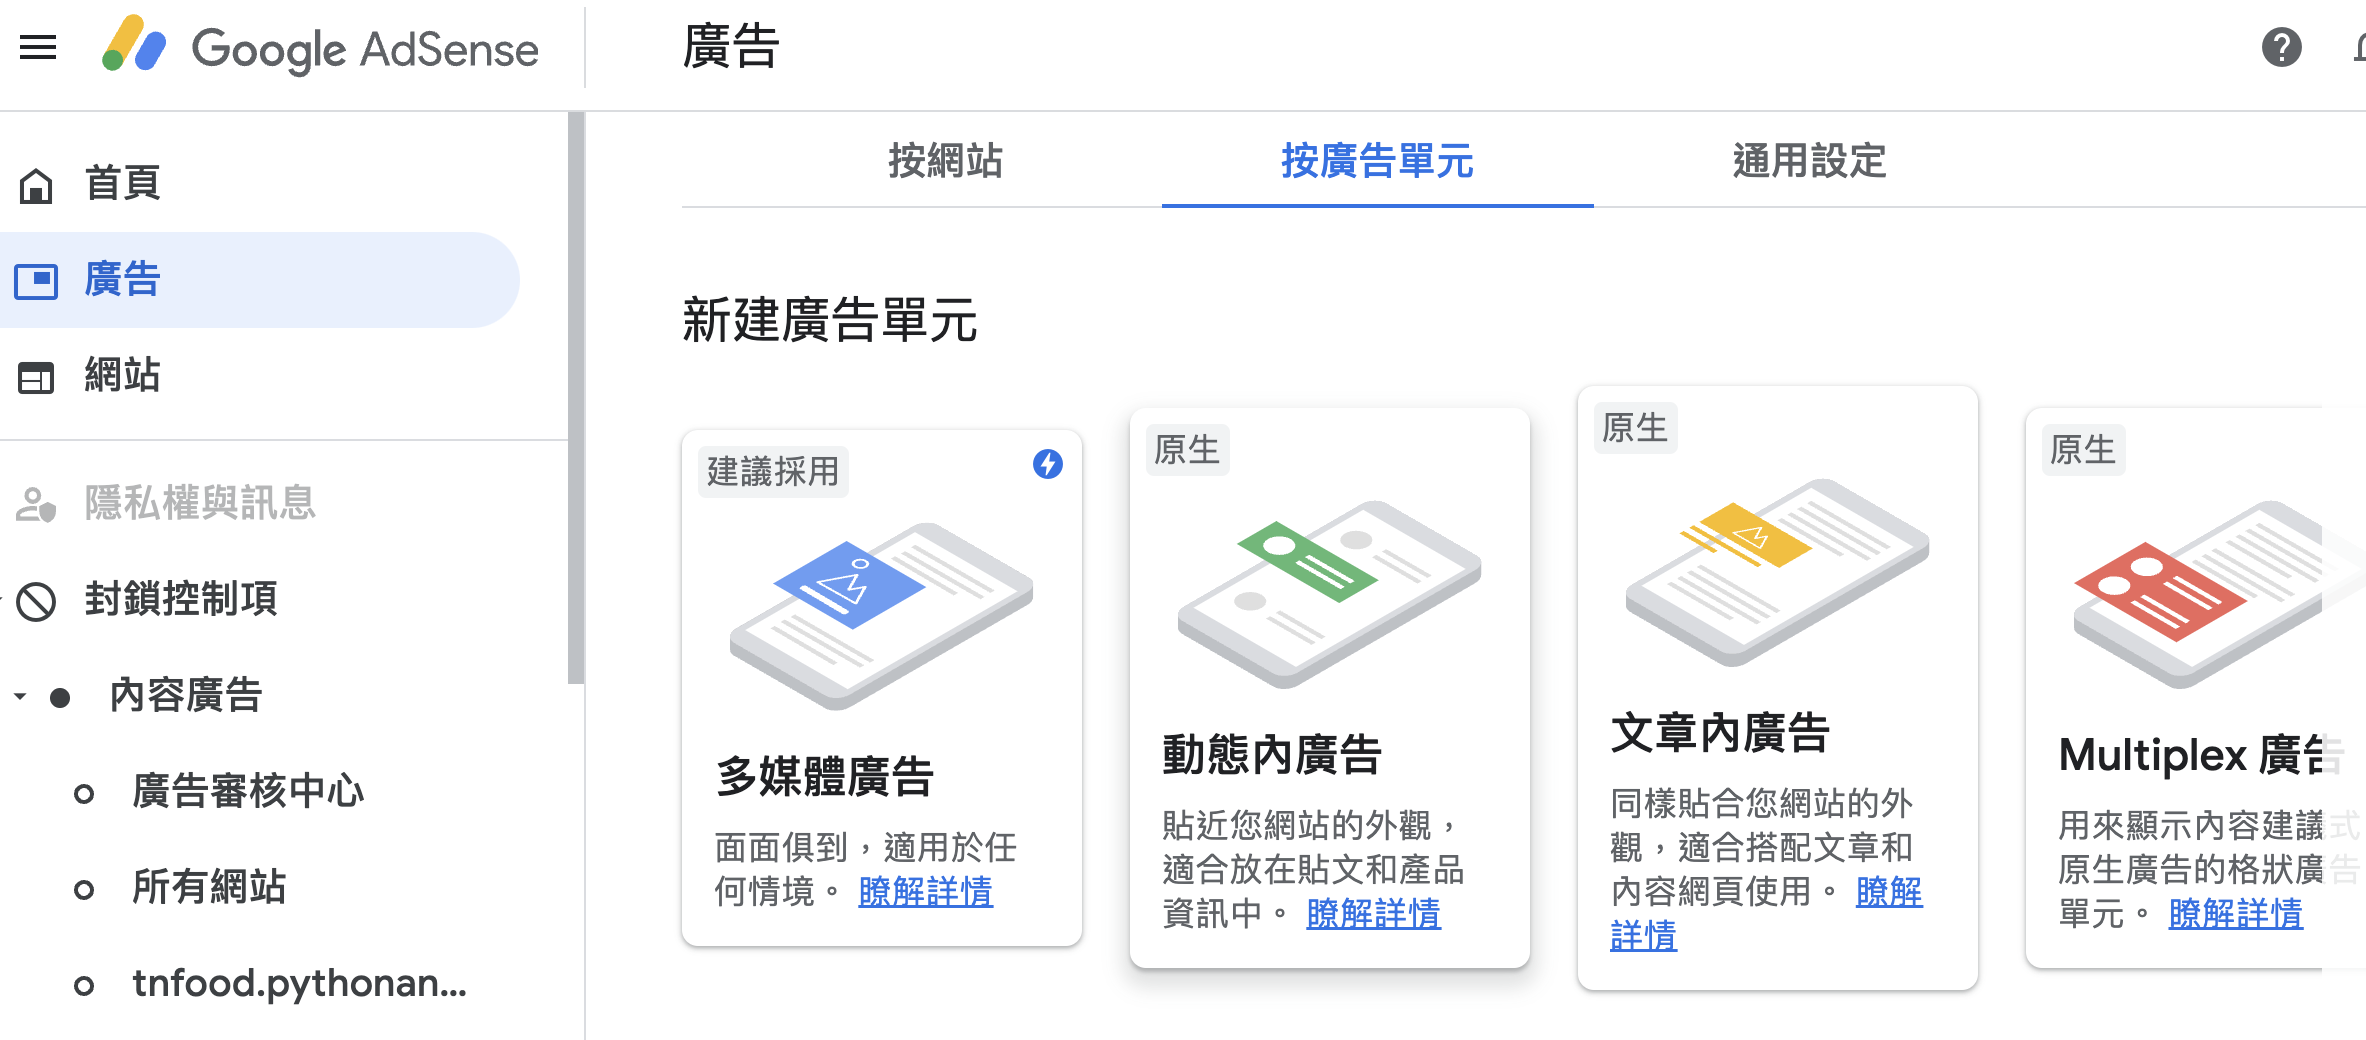 Google AdSense
廣告
首頁
廣告
網站
隱私權與訊息
封鎖控制項
內容廣告
廣告審核中心
所有網站
tnfood.pythonan...
按網站
按廣告單元
通用設定
新建廣告單元
建議採用
多媒體廣告
面面俱到，適用於任
何情境。 瞭解詳情
原生
動態內廣告
貼近您網站的外觀，
適合放在貼文和產品
資訊中。 瞭解詳情
原生
文章內廣告
同樣貼合您網站的外
觀，適合搭配文章和
內容網頁使用。 瞭解
詳情
原生
Multiplex 廣告
用來顯示內容建議式
原生廣告的格狀廣告
單元。 瞭解詳情